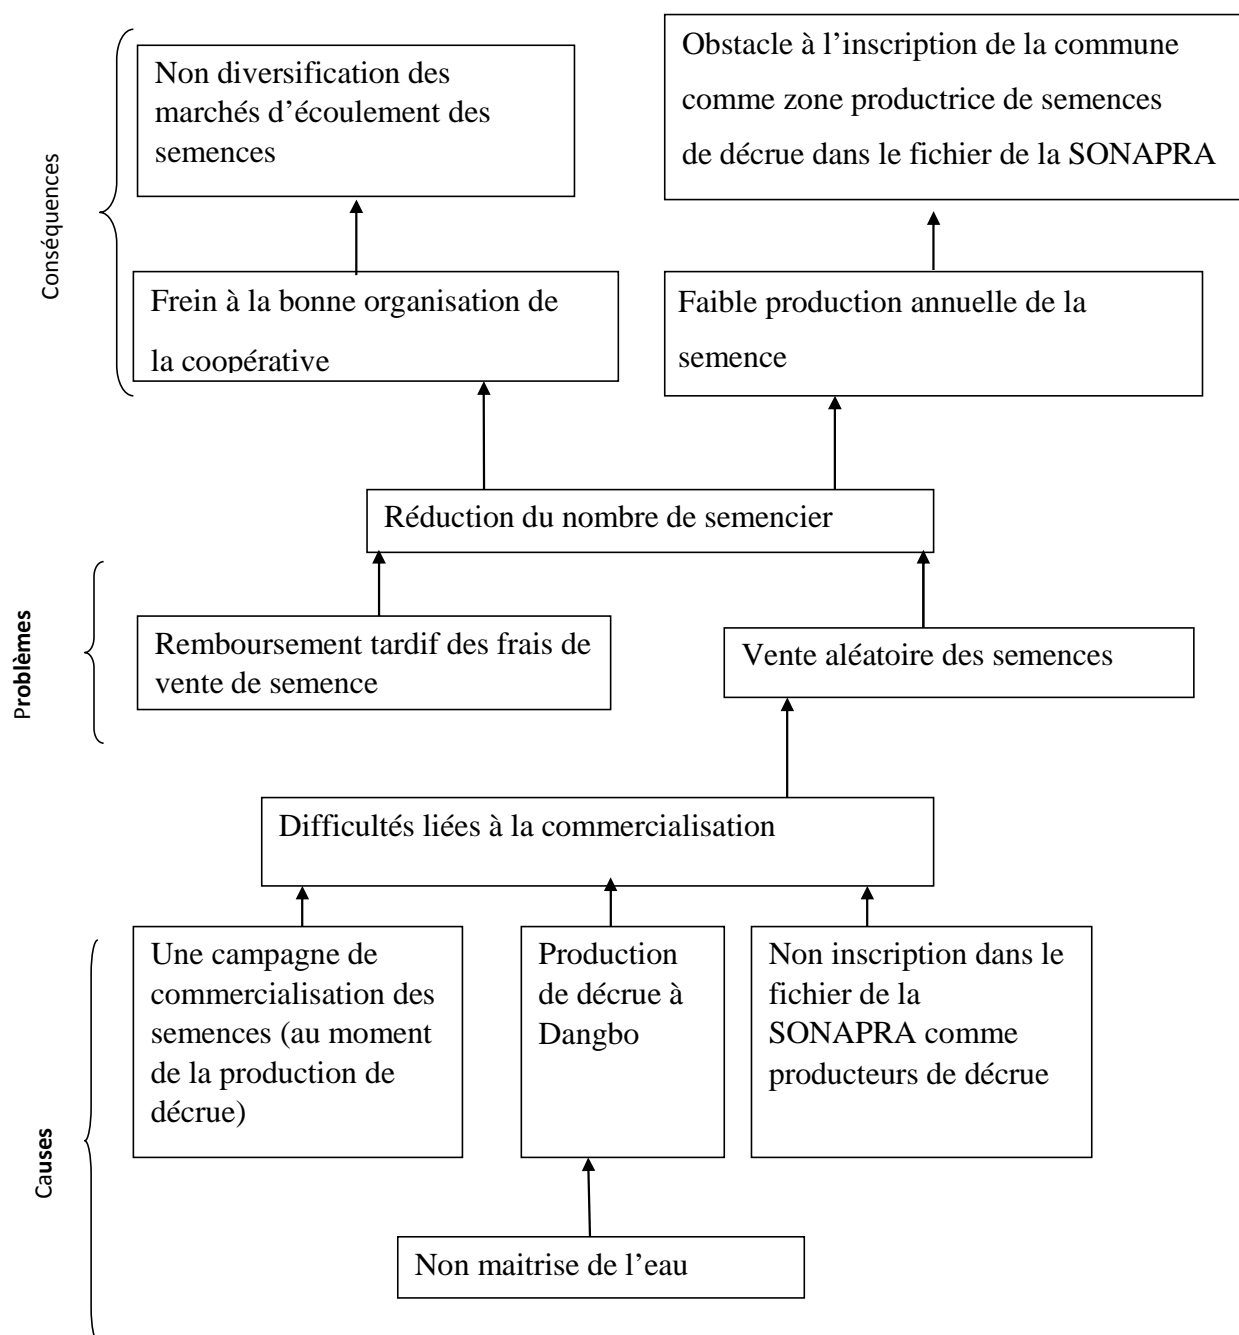 Conséquences
Non diversification des
marchés d’écoulement des
semences
Obstacle à l’inscription de la commune
comme zone productrice de semences
de décrue dans le fichier de la SONAPRA
Frein à la bonne organisation de
la coopérative
Faible production annuelle de la
semence
Réduction du nombre de semencier
Problèmes
Remboursement tardif des frais de
vente de semence
Vente aléatoire des semences
Difficultés liées à la commercialisation
Causes
Une campagne de
commercialisation des
semences (au moment
de la production de
décrue)
Production
de décrue à
Dangbo
Non inscription dans le
fichier de la
SONAPRA comme
producteurs de décrue
Non maitrise de l’eau